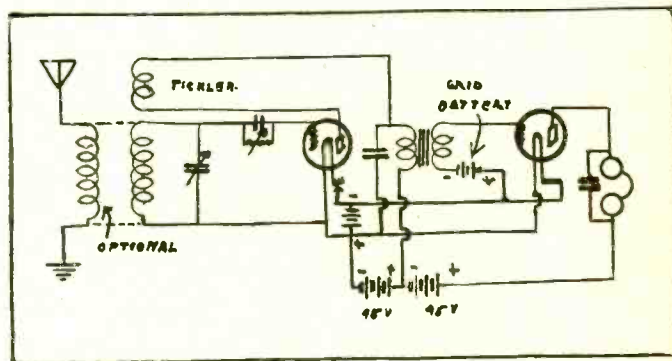 TICKLER.
GRID
BATTERY
- +
-
+
OPTIONAL
- + - +
45V 45V